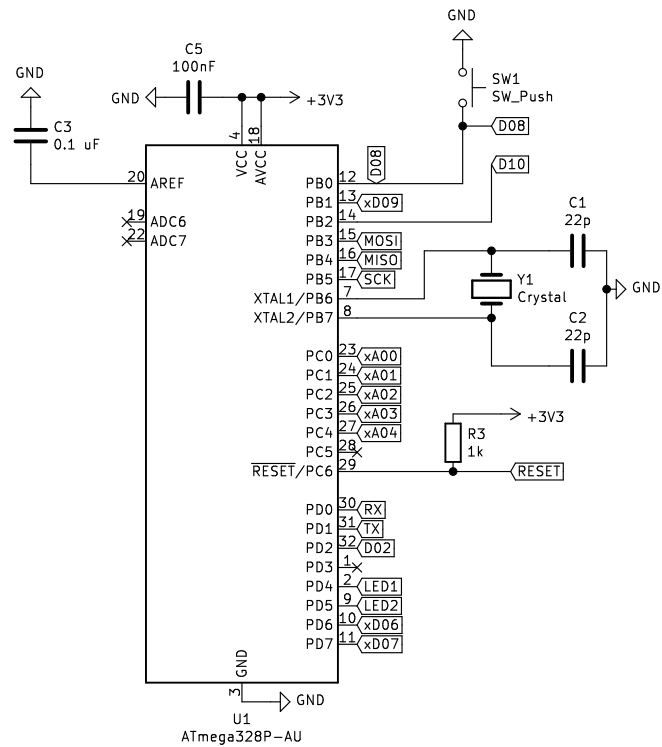 GND
C5
100nF
SW1
SW_Push
GND
GND
+3V3
C3
0.1 uF
D08
D08
D10
4
18
VCC
AVCC
20 AREF
PB0 12
PB1 13 xD09
19 ADC6
PB2 14
22 ADC7
PB3 15 MOSI
PB4 16 MISO
PB5 17 SCK
XTAL1/PB6 7
XTAL2/PB7 8
C1
22p
Y1
Crystal
GND
C2
22p
PC0 23 xA00
PC1 24 xA01
PC2 25 xA02
PC3 26 xA03
PC4 27 xA04
PC5 28
RESET/PC6 29
+3V3
R3
1k
RESET
PD0 30 RX
PD1 31 TX
PD2 32 D02
PD3 1
PD4 2 LED1
PD5 9 LED2
PD6 10 xD06
PD7 11 xD07
GND
3
GND
U1
ATmega328P-AU